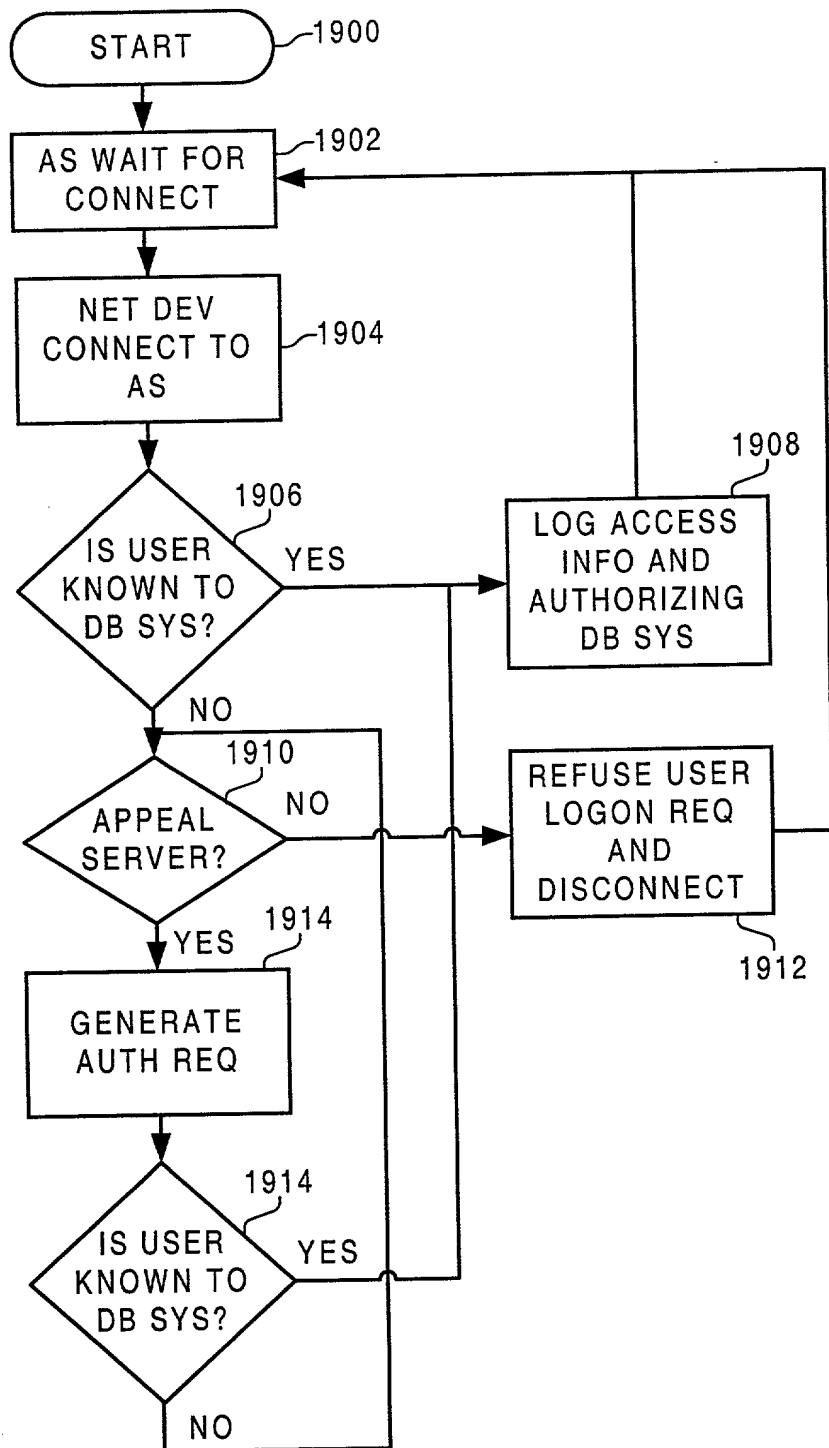 START
1900
AS WAIT FOR
CONNECT
1902
NET DEV
CONNECT TO
AS
1904
IS USER
KNOWN TO
DB SYS?
1906
YES
LOG ACCESS
INFO AND
AUTHORIZING
DB SYS
1908
NO
APPEAL
SERVER?
1910
NO
REFUSE USER
LOGON REQ
AND
DISCONNECT
1912
YES
GENERATE
AUTH REQ
1914
IS USER
KNOWN TO
DB SYS?
1914
YES
NO